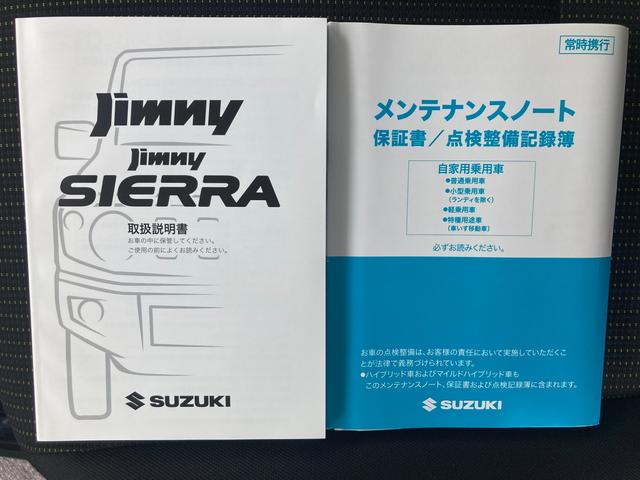 Jimny
Jimny
SIERRA
取扱説明書
お車の中に保管してください。
ご使用の前によくお読みください。
SUZUKI
常時携行
メンテナンスノート
保証書／点検整備記録簿
自家用乗用車
●普通乗用車
●小型乗用車
(ランディを除く)
●軽乗用車
●特種用途車
(車いす移動車)
必ずお読みください。
お車の点検整備は、お客様の責任において実施していただくこ
とが法律で義務づけられています。
●ハイブリッド車およびマイルドハイブリッド車も
このメンテナンスノート、保証書および点検記録簿に含まれます。
SUZUKI